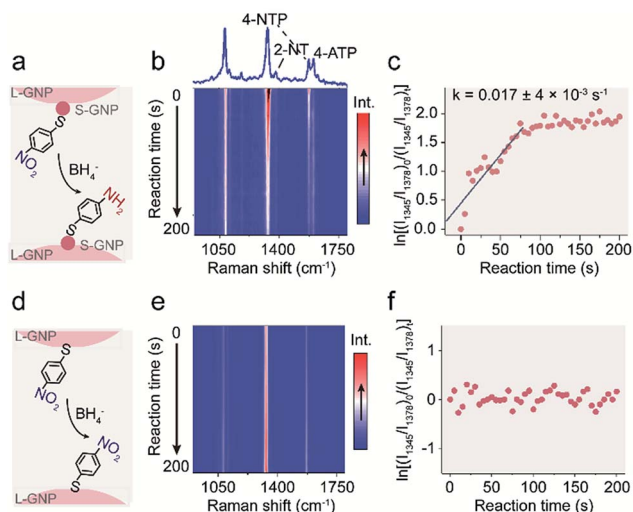 a
L-GNP
S-GNP
S
NO2
BH4-
NH2
S
S-GNP
L-GNP
b
4-NTP
2-NT
4-ATP
0
Reaction time (s)
200
Int.
1050
1400
1750
Raman shift (cm-1)
c
k = 0.017 ± 4 × 10-3 s-1
ln[(I1345/I1378)0/(I1345/I1378)t]
2.0
1.5
1.0
0.5
0.0
0
50
100
150
200
Reaction time (s)
d
L-GNP
S
NO2
BH4-
NO2
S
L-GNP
e
0
Reaction time (s)
200
Int.
1050
1400
1750
Raman shift (cm-1)
f
ln[(I1345/I1378)0/(I1345/I1378)t]
1
0
-1
0
50
100
150
200
Reaction time (s)